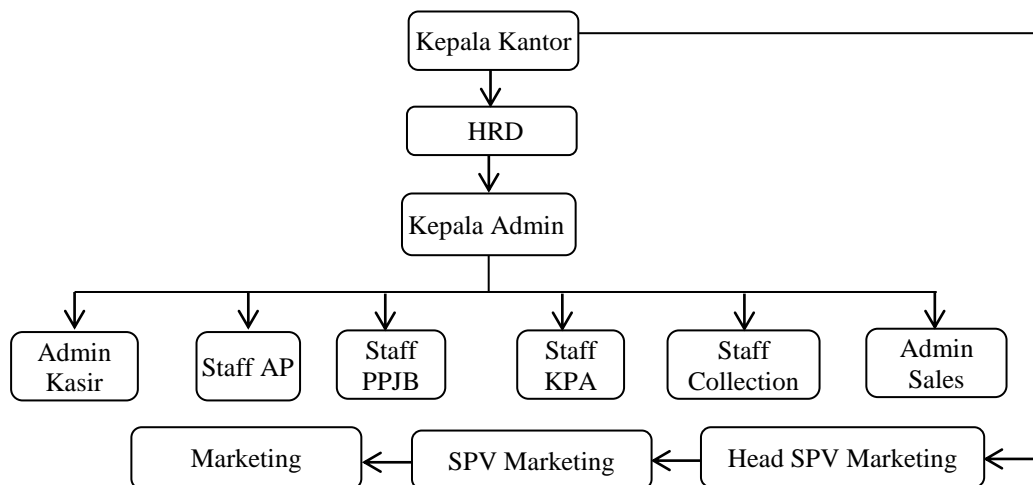 Kepala Kantor
HRD
Kepala Admin
Admin
Kasir
Staff AP
Staff
PPJB
Staff
KPA
Staff
Collection
Admin
Sales
Marketing
SPV Marketing
Head SPV Marketing